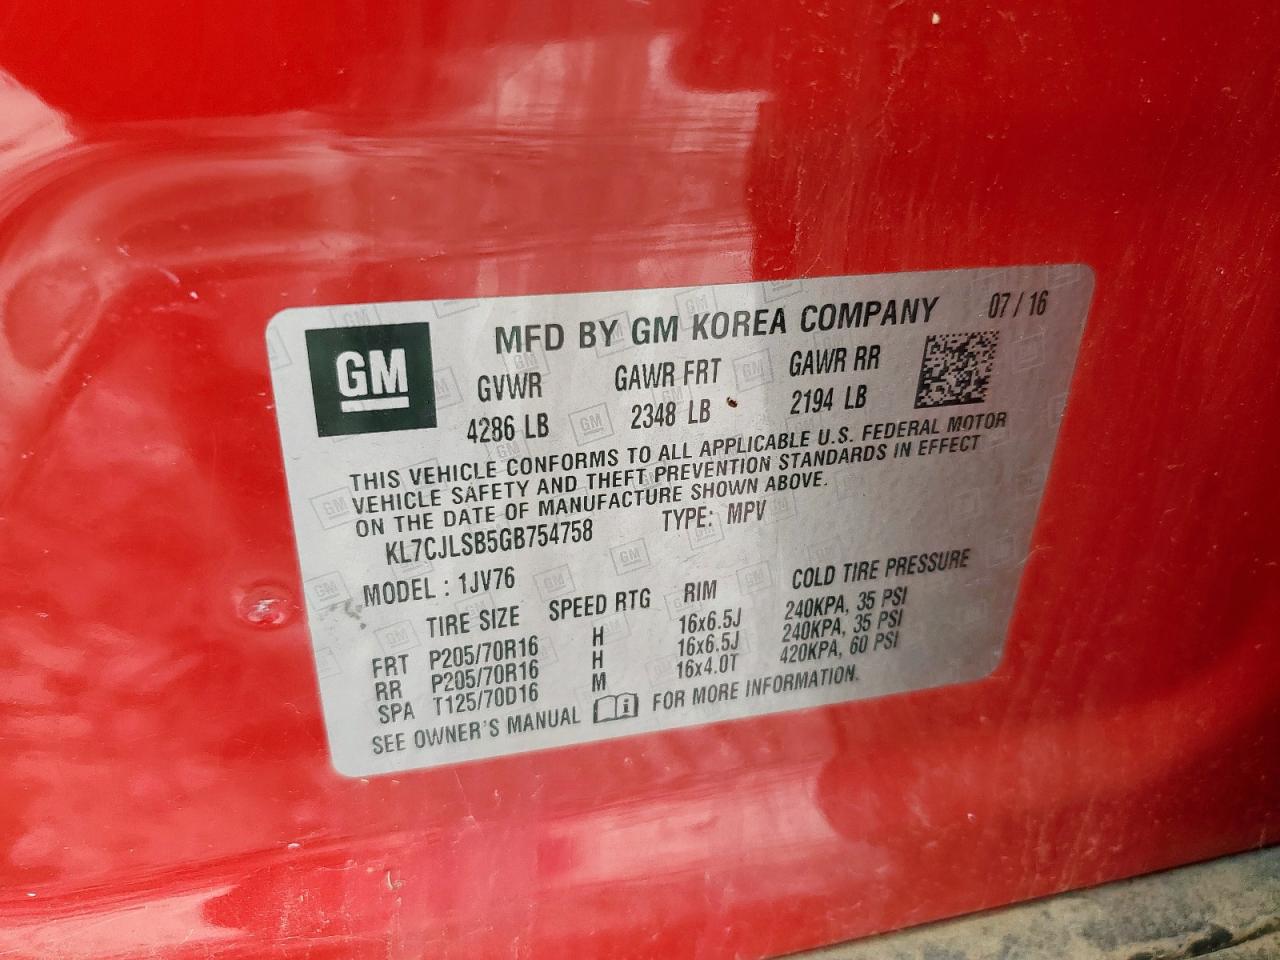 GM
MFD BY GM KOREA COMPANY 07/16
GVWR GAWR FRT GAWR RR
4286 LB 2348 LB 2194 LB
THIS VEHICLE CONFORMS TO ALL APPLICABLE U.S. FEDERAL MOTOR
VEHICLE SAFETY AND THEFT PREVENTION STANDARDS IN EFFECT
ON THE DATE OF MANUFACTURE SHOWN ABOVE.
KL7CJLSB5GB754758 TYPE: MPV
MODEL : 1JV76
TIRE SIZE SPEED RTG RIM COLD TIRE PRESSURE
FRT P205/70R16 H 16x6.5J 240KPA, 35 PSI
RR P205/70R16 H 16x6.5J 240KPA, 35 PSI
SPA T125/70D16 M 16x4.0T 420KPA, 60 PSI
SEE OWNER'S MANUAL i FOR MORE INFORMATION.